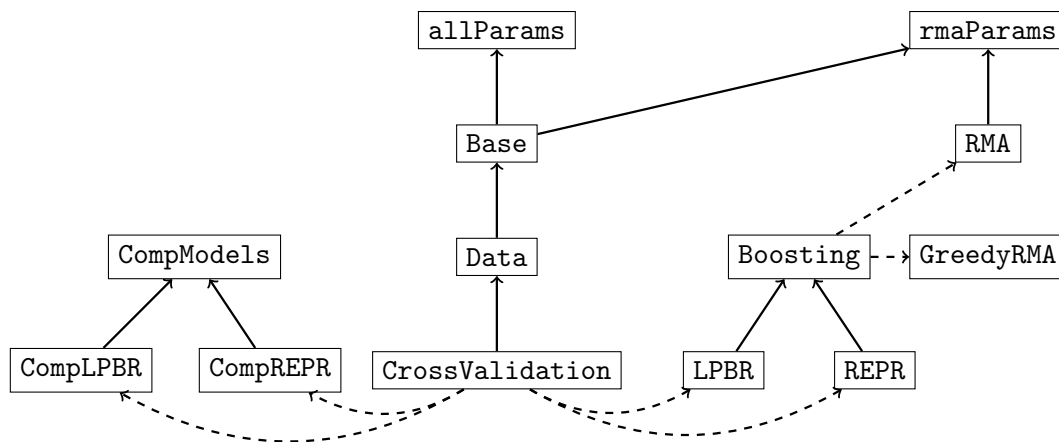 allParams
rmaParams
Base
RMA
CompModels
Data
Boosting
GreedyRMA
CompLPBR
CompREPR
CrossValidation
LPBR
REPR